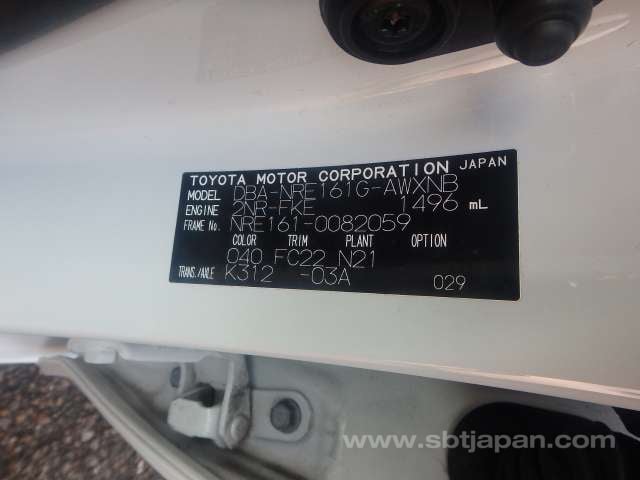 TOYOTA MOTOR CORPORATION JAPAN
MODEL DBA-NRE161G-AWXNB
ENGINE 2NR-FKE 1496 mL
FRAME No. NRE161-0082059
COLOR TRIM PLANT OPTION
040 FC22 N21
TRANS./AXLE K312 -03A 029
www.sbtjapan.com